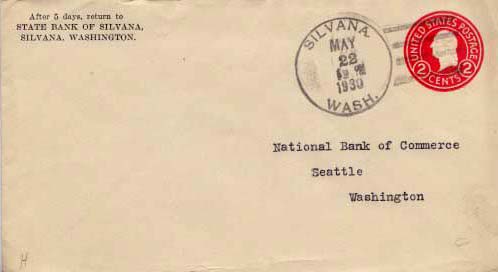 After 5 days, return to
STATE BANK OF SILVANA,
SILVANA, WASHINGTON.
SILVANA
MAY
22
PM
1930
WASH.
UNITED STATES POSTAGE
2 CENTS 2
National Bank of Commerce
Seattle
Washington